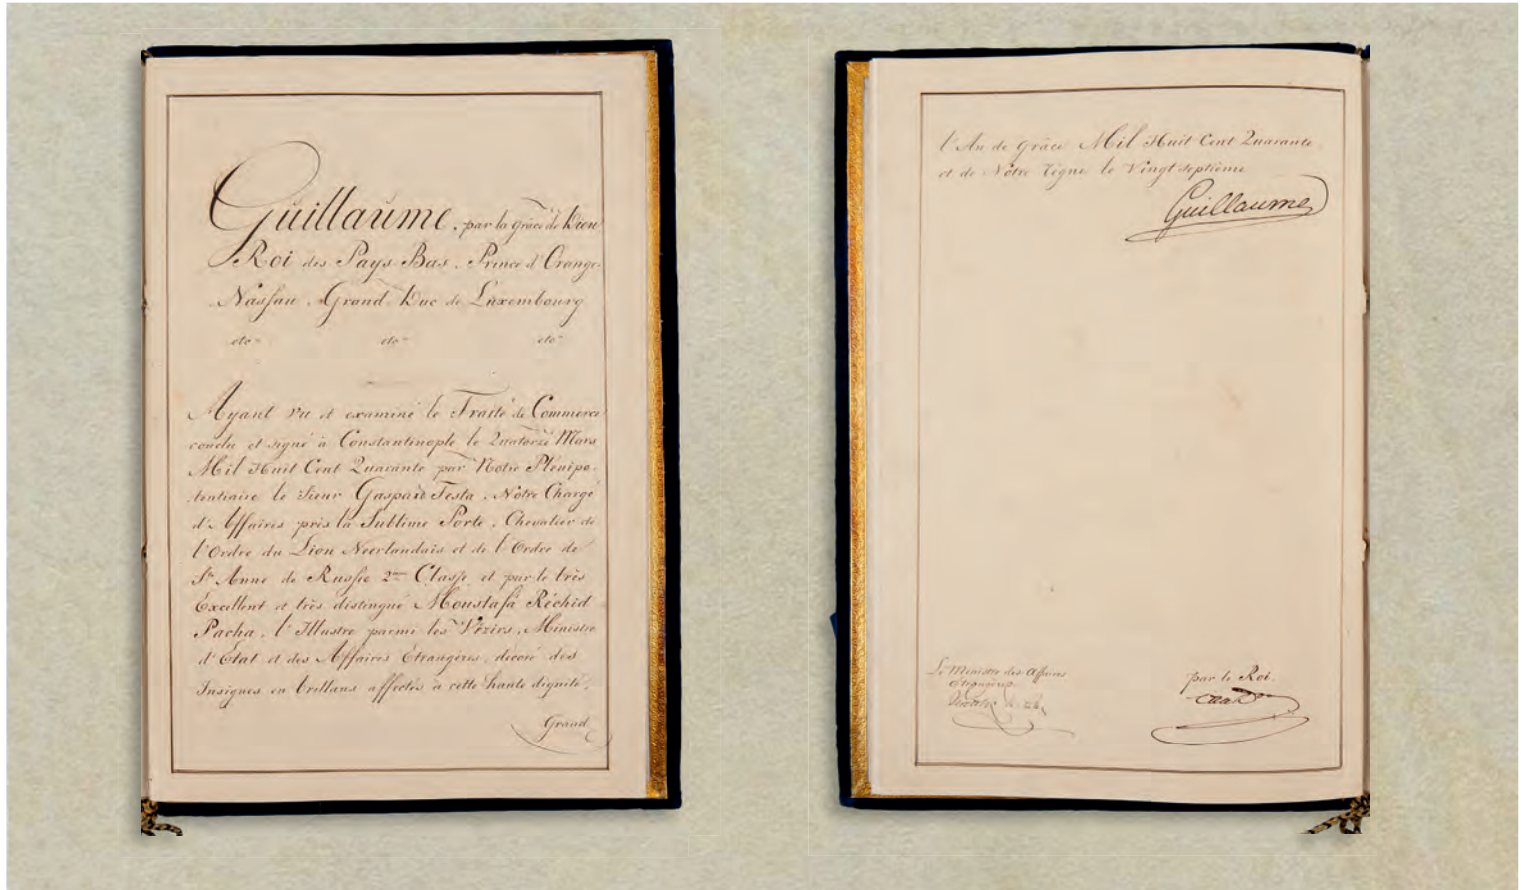 Guillaume, par la grâce de Dieu
Roi des Pays-Bas, Prince d'Orange-
Nassau, Grand Duc de Luxembourg
etc= etc= etc=
Ayant vu et examiné le Traité de Commerce
conclu et signé à Constantinople le Quatorze Mars
Mil Huit Cent Quarante par Notre Plénipo-
tentiaire le Sieur Gaspard Testa, Notre Chargé
d'Affaires près la Sublime Porte, Chevalier de
l'Ordre du Lion Neerlandais et de l'Ordre de
Ste Anne de Russie 2me Classe, et par le très
Excellent et très distingué Moustafa Réchid
Pacha, l'Illustre parmi les Vézirs, Ministre
d'Etat et des Affaires Etrangères, décoré des
Insignes en brillans affectés à cette haute dignité,
Grand
l'An de Grâce Mil Huit Cent Quarante
et de Notre règne le Vingt septième
Guillaume
Le Ministre des Affaires
Etrangères
par le Roi.